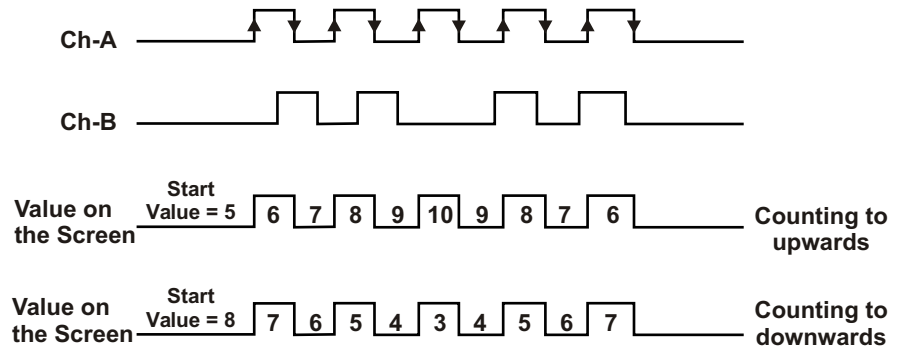 Ch-A
Ch-B
Value on
the Screen
Start
Value = 5
6 7 8 9 10 9 8 7 6
Counting to
upwards
Value on
the Screen
Start
Value = 8
7 6 5 4 3 4 5 6 7
Counting to
downwards